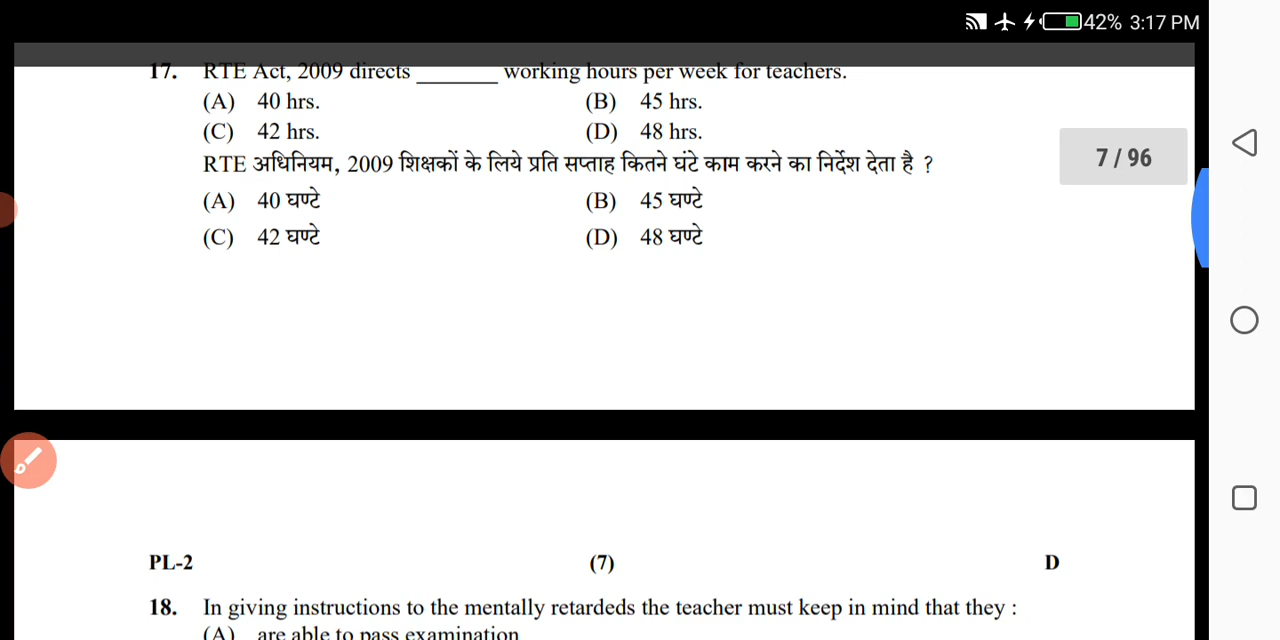 42% 3:17 PM
17. RTE Act, 2009 directs _______ working hours per week for teachers.
(A) 40 hrs. (B) 45 hrs.
(C) 42 hrs. (D) 48 hrs.
RTE अधिनियम, 2009 शिक्षकों के लिये प्रति सप्ताह कितने घंटे काम करने का निर्देश देता है ?
7 / 96
(A) 40 घण्टे (B) 45 घण्टे
(C) 42 घण्टे (D) 48 घण्टे
PL-2 (7) D
18. In giving instructions to the mentally retardeds the teacher must keep in mind that they :
(A) are able to pass examination